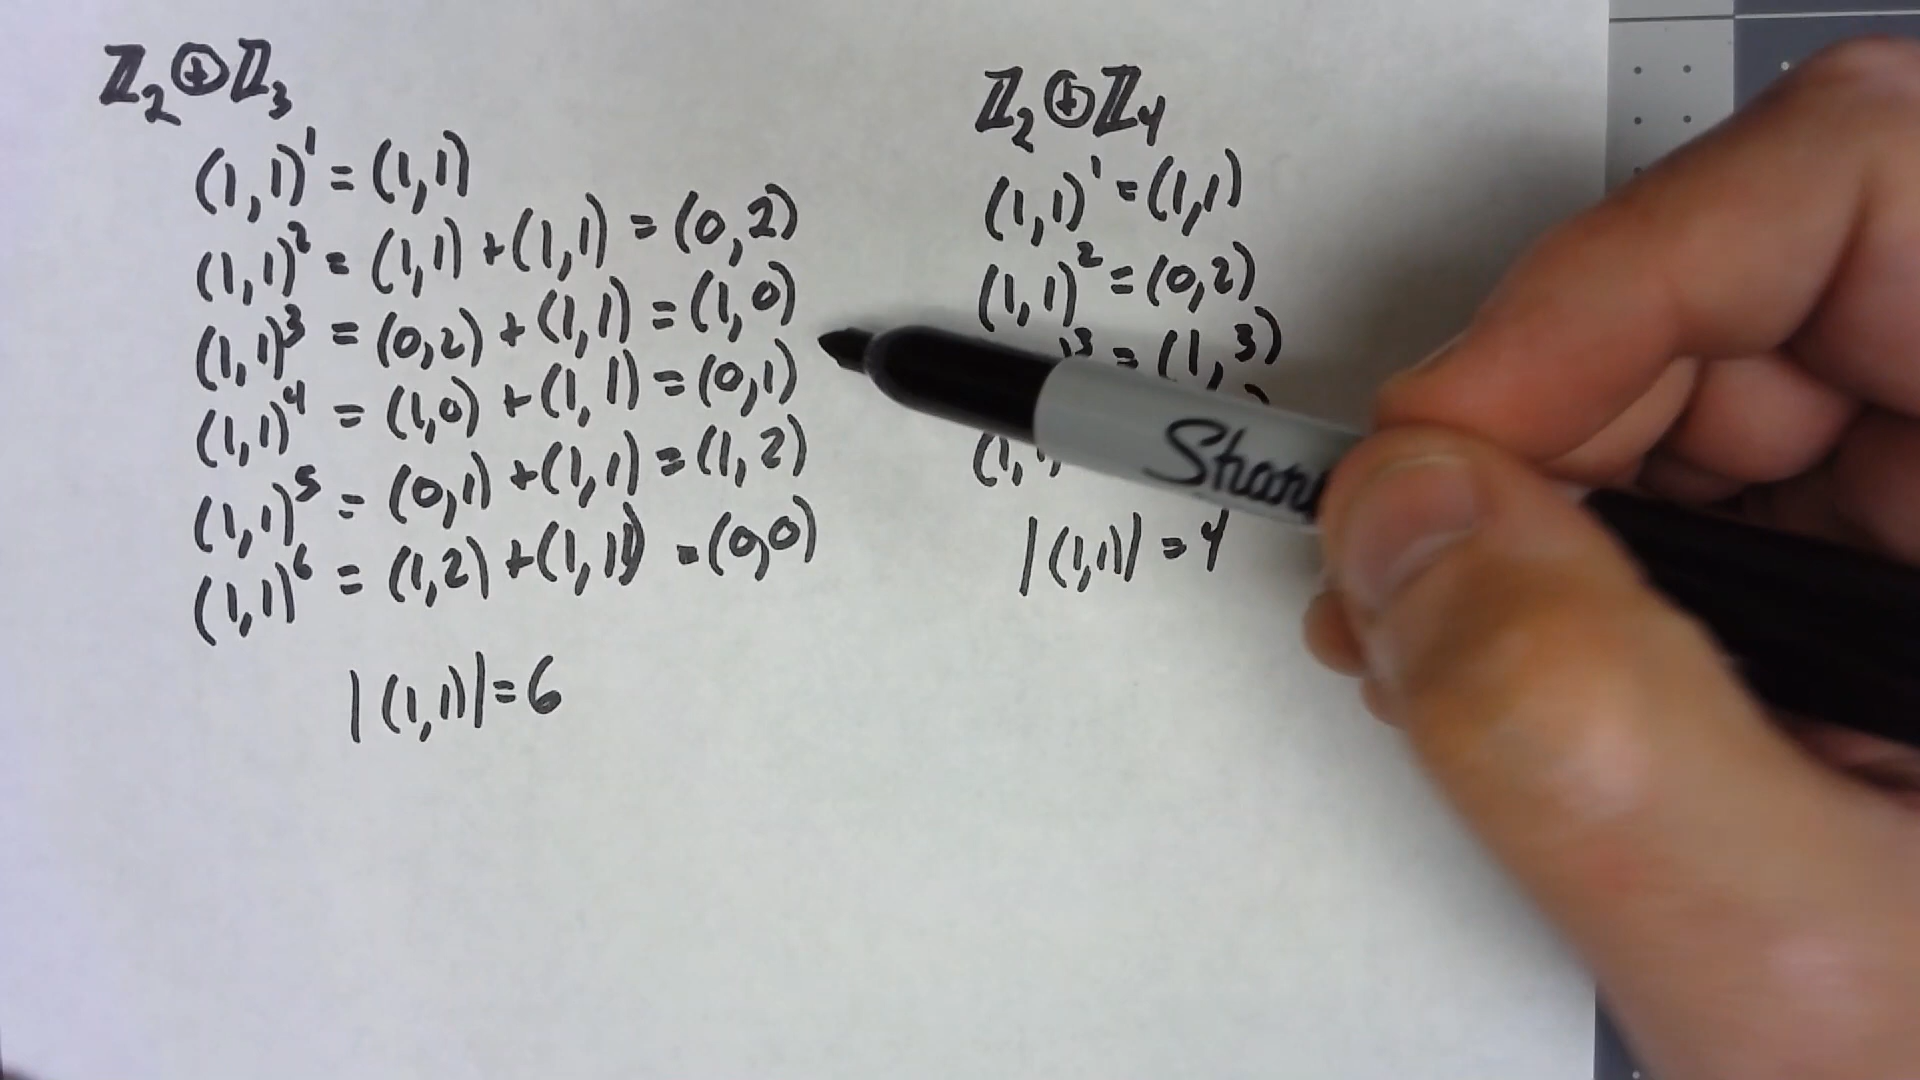 ℤ₂⊕ℤ₃
(1,1)¹ = (1,1)
(1,1)² = (1,1) + (1,1) = (0,2)
(1,1)³ = (0,2) + (1,1) = (1,0)
(1,1)⁴ = (1,0) + (1,1) = (0,1)
(1,1)⁵ = (0,1) + (1,1) = (1,2)
(1,1)⁶ = (1,2) + (1,1) = (0,0)
|(1,1)| = 6
ℤ₂⊕ℤ₄
(1,1)¹ = (1,1)
(1,1)² = (0,2)
³ = (1,3)
(1,
|(1,1)| = 4